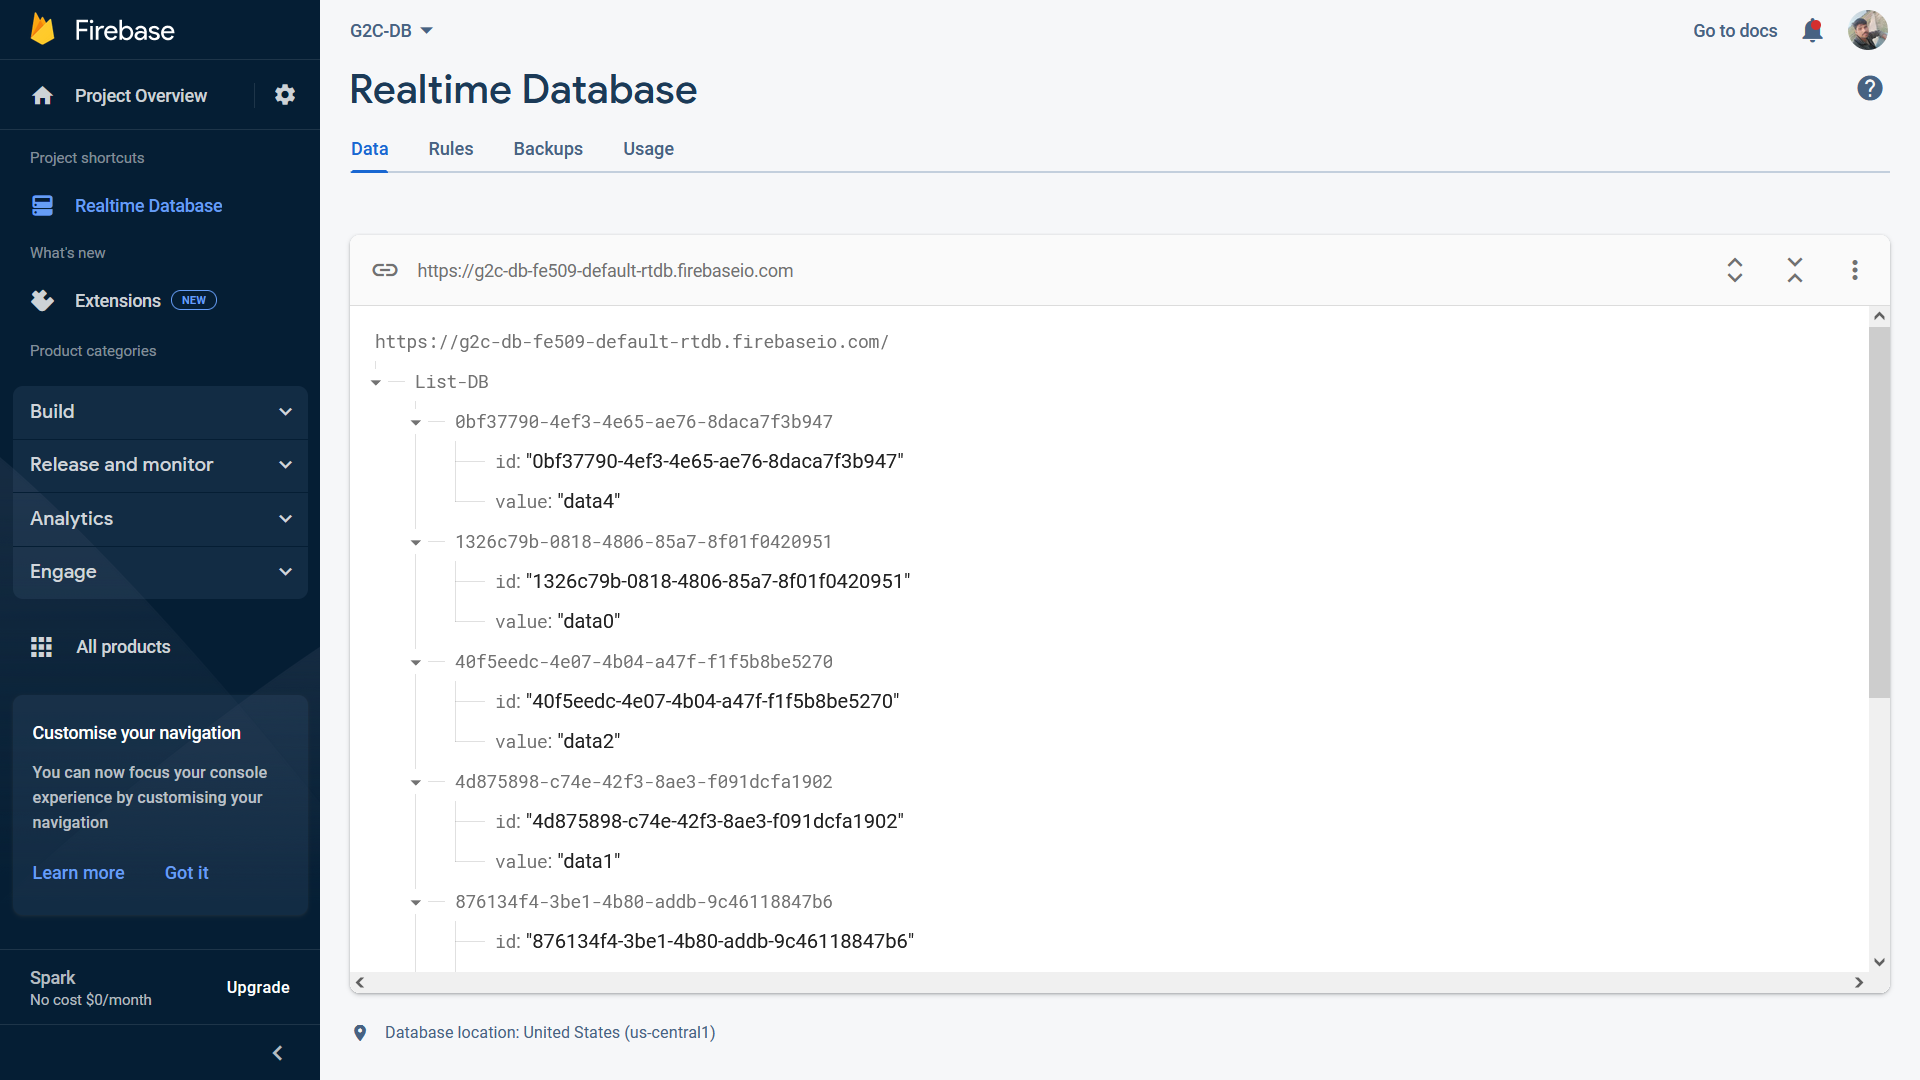 Firebase
Project Overview
Project shortcuts
Realtime Database
What's new
Extensions NEW
Product categories
Build
Release and monitor
Analytics
Engage
All products
Customise your navigation
You can now focus your console
experience by customising your
navigation
Learn more Got it
Spark
No cost $0/month
Upgrade
G2C-DB
Go to docs
Realtime Database
Data Rules Backups Usage
https://g2c-db-fe509-default-rtdb.firebaseio.com
https://g2c-db-fe509-default-rtdb.firebaseio.com/
List-DB
0bf37790-4ef3-4e65-ae76-8daca7f3b947
id: "0bf37790-4ef3-4e65-ae76-8daca7f3b947"
value: "data4"
1326c79b-0818-4806-85a7-8f01f0420951
id: "1326c79b-0818-4806-85a7-8f01f0420951"
value: "data0"
40f5eedc-4e07-4b04-a47f-f1f5b8be5270
id: "40f5eedc-4e07-4b04-a47f-f1f5b8be5270"
value: "data2"
4d875898-c74e-42f3-8ae3-f091dcfa1902
id: "4d875898-c74e-42f3-8ae3-f091dcfa1902"
value: "data1"
876134f4-3be1-4b80-addb-9c46118847b6
id: "876134f4-3be1-4b80-addb-9c46118847b6"
Database location: United States (us-central1)